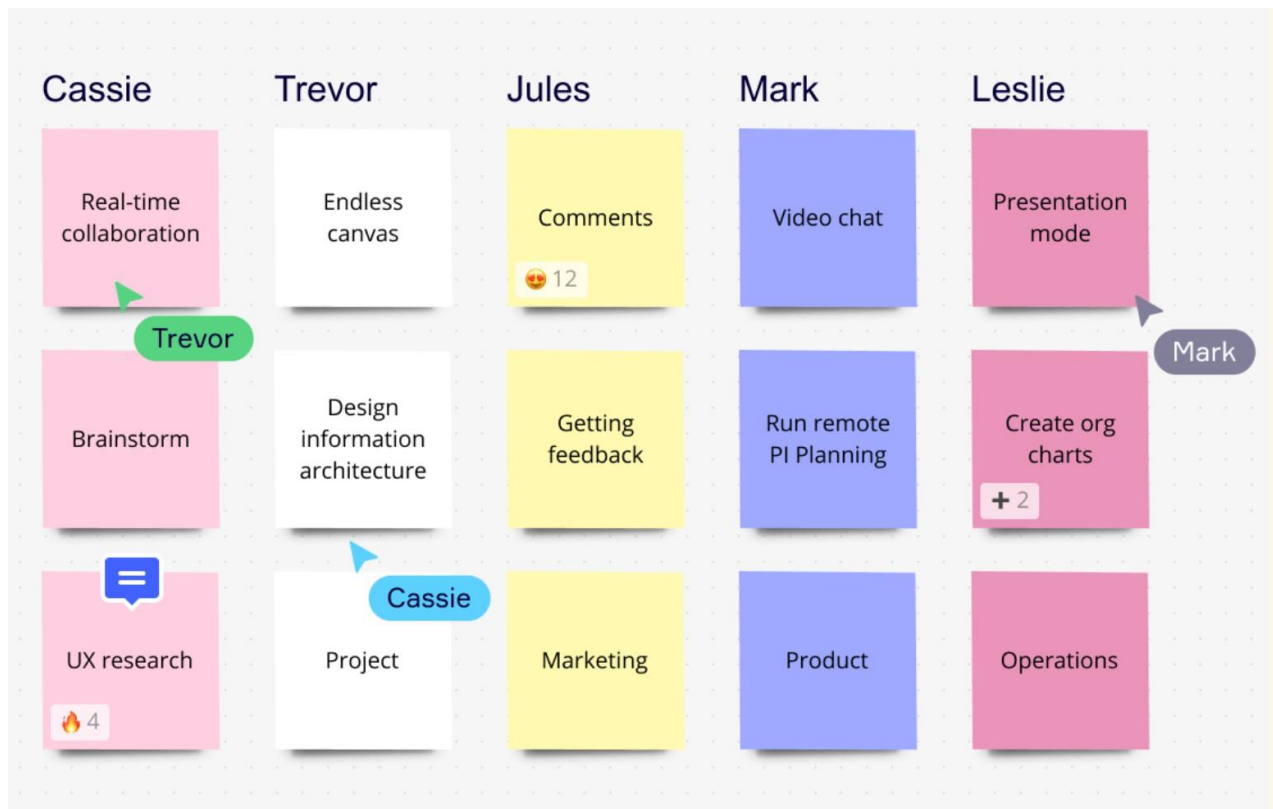 Cassie
Trevor
Jules
Mark
Leslie
Real-time
collaboration
Endless
canvas
Comments
12
Video chat
Presentation
mode
Trevor
Mark
Brainstorm
Design
information
architecture
Getting
feedback
Run remote
PI Planning
Create org
charts
2
Cassie
UX research
4
Project
Marketing
Product
Operations